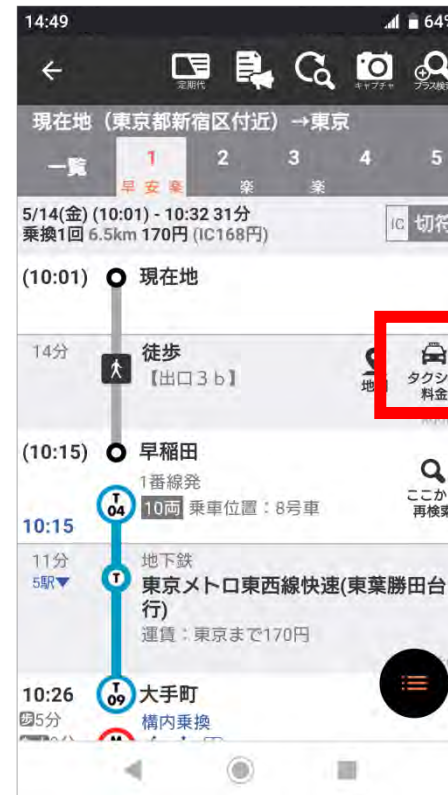 14:49
64%
定期代
キャプチャ
プラス検索
現在地（東京都新宿区付近）→東京
一覧
1
2
3
4
5
早 安 楽
楽
楽
5/14(金) (10:01) - 10:32 31分
乗換1回 6.5km 170円 (IC168円)
IC 切符
(10:01) 現在地
14分
徒歩
【出口３ｂ】
地図
タクシー
料金
(10:15) 早稲田
1番線発
T
04
10両 乗車位置：8号車
10:15
ここか
再検索
11分
地下鉄
5駅▼
T
東京メトロ東西線快速(東葉勝田台
行)
運賃：東京まで170円
10:26
T
09
大手町
歩5分
構内乗換